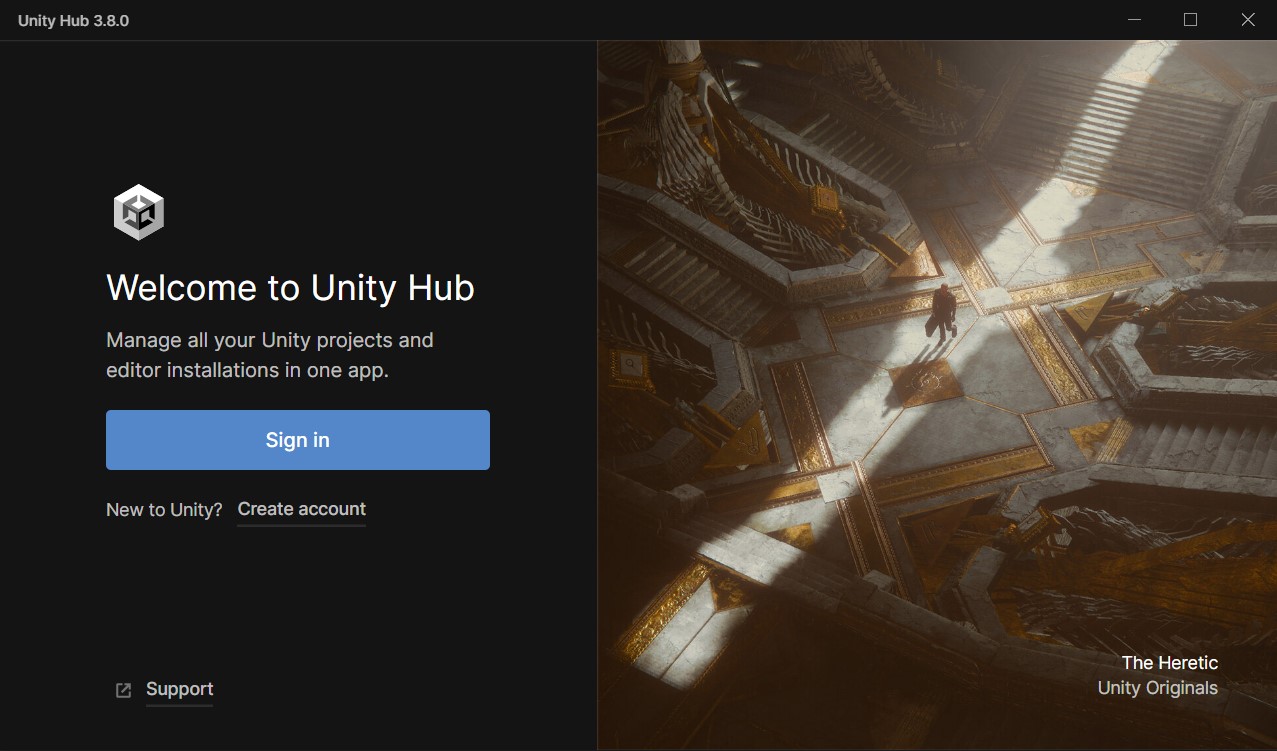 Unity Hub 3.8.0
Welcome to Unity Hub
Manage all your Unity projects and
editor installations in one app.
Sign in
New to Unity? Create account
Support
The Heretic
Unity Originals